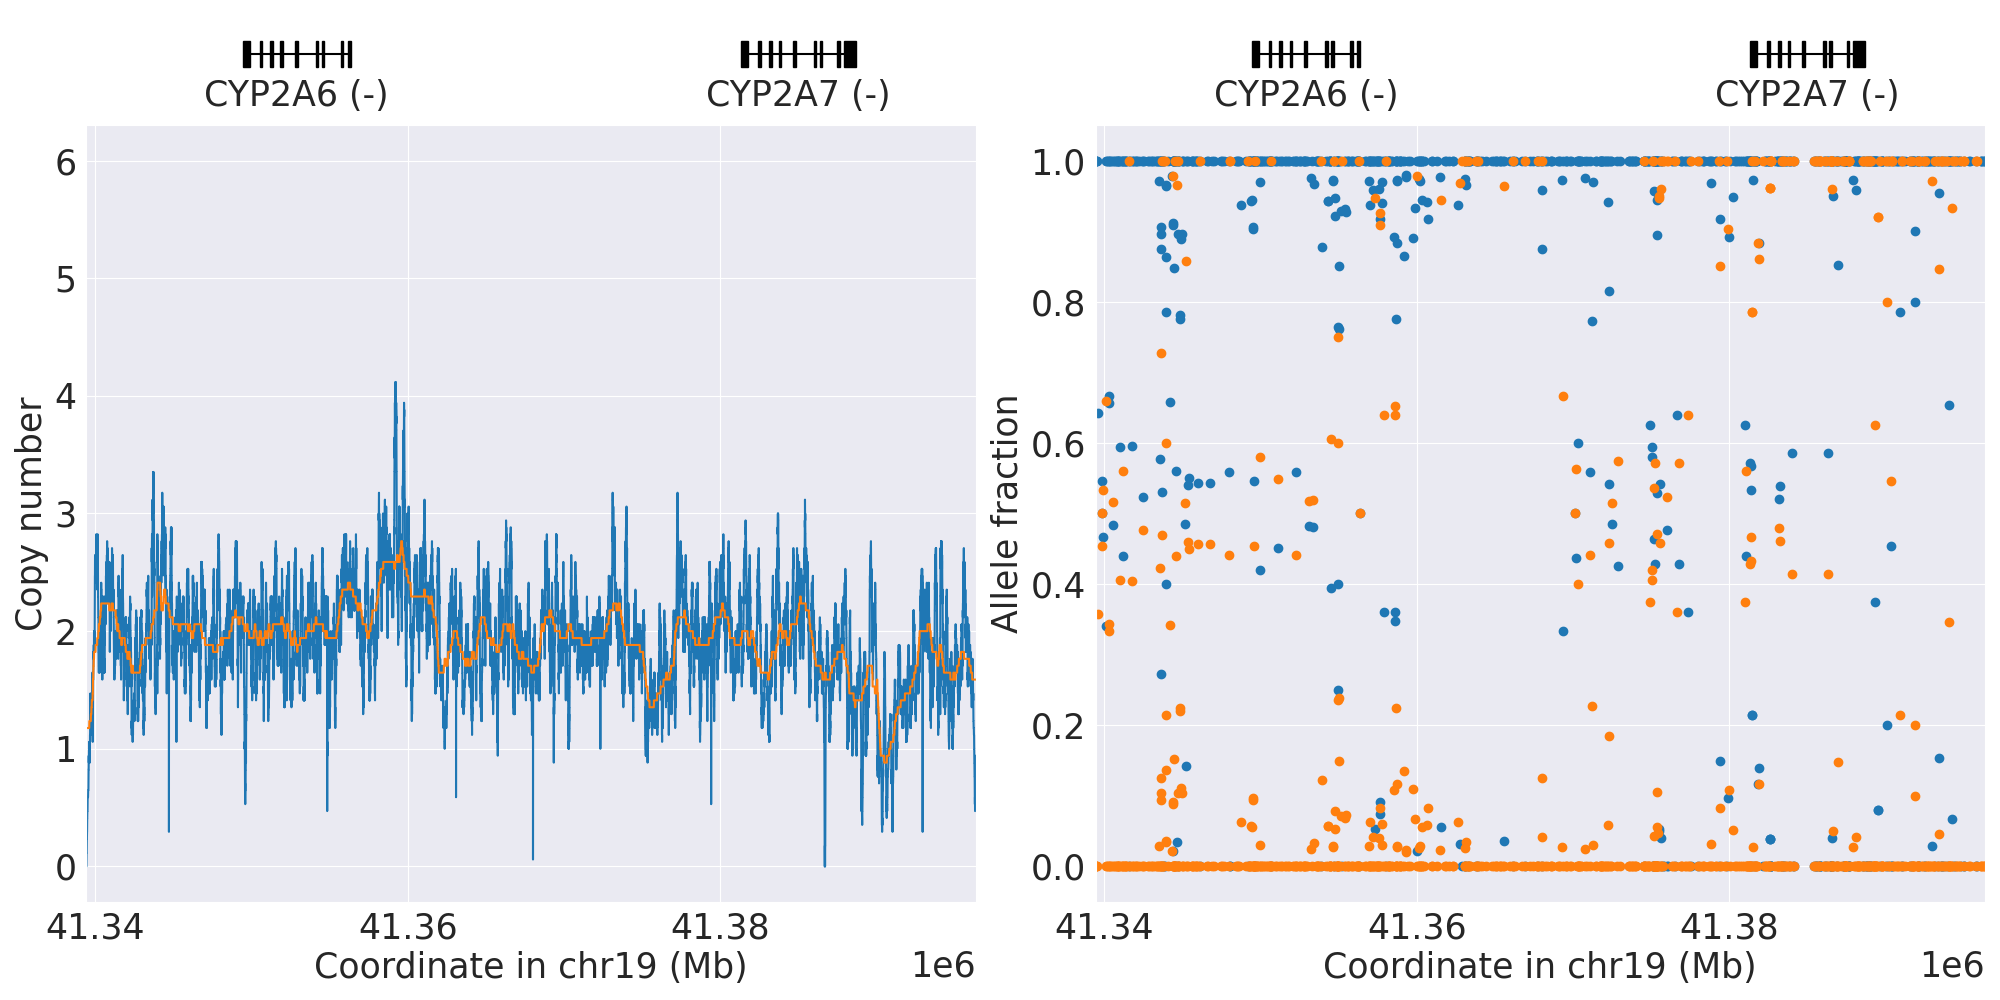 CYP2A6 (-) CYP2A7 (-)
6
5
4
3
2
1
0
Copy number
41.34 41.36 41.38
Coordinate in chr19 (Mb) 1e6
CYP2A6 (-) CYP2A7 (-)
1.0
0.8
0.6
0.4
0.2
0.0
Allele fraction
41.34 41.36 41.38
Coordinate in chr19 (Mb) 1e6